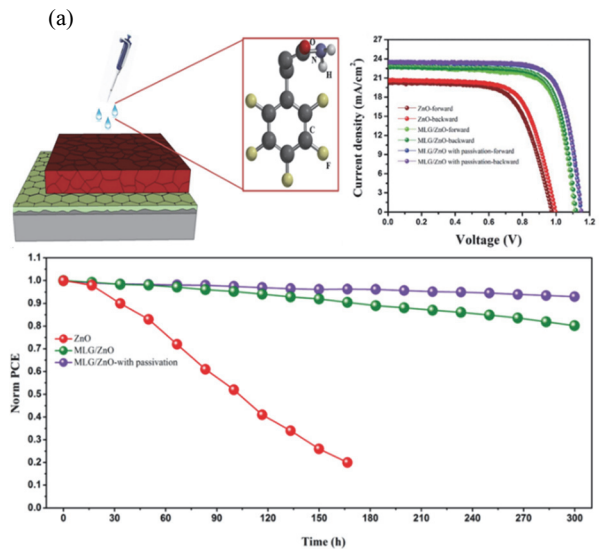 (a)
O
N
H
C
F
Current density (mA/cm²)
27
24
21
18
15
12
9
6
3
0
ZnO-forward
ZnO-backward
MLG/ZnO-forward
MLG/ZnO-backward
MLG/ZnO with passivation-forward
MLG/ZnO with passivation-backward
0.0 0.2 0.4 0.6 0.8 1.0 1.2
Voltage (V)
Norm PCE
1.1
1.0
0.9
0.8
0.7
0.6
0.5
0.4
0.3
0.2
0.1
0.0
ZnO
MLG/ZnO
MLG/ZnO-with passivation
0 30 60 90 120 150 180 210 240 270 300
Time (h)